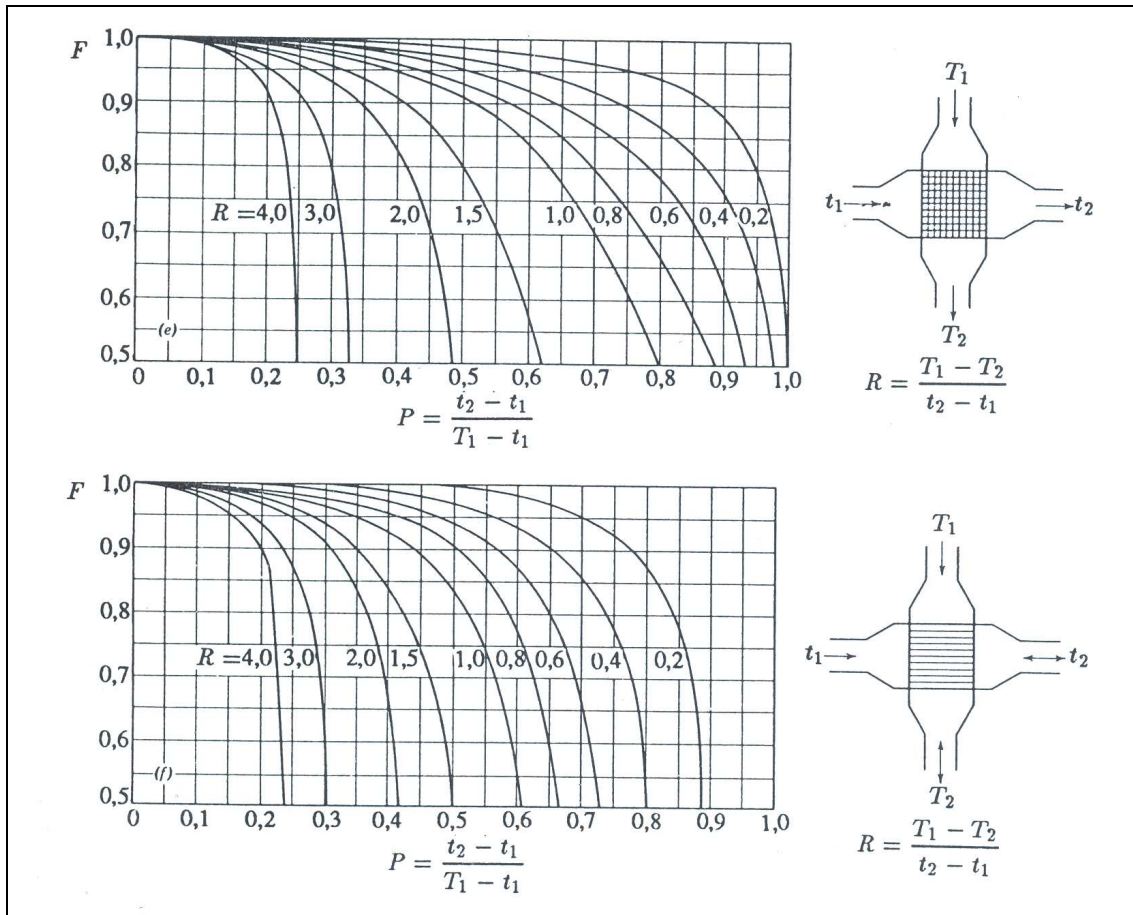 F 1,0
0,9
0,8
0,7
0,6
0,5
R = 4,0 3,0 2,0 1,5 1,0 0,8 0,6 0,4 0,2
(e)
0 0,1 0,2 0,3 0,4 0,5 0,6 0,7 0,8 0,9 1,0
P = (t2 − t1) / (T1 − t1)
T1
t1 t2
T2
R = (T1 − T2) / (t2 − t1)
F 1,0
0,9
0,8
0,7
0,6
0,5
R = 4,0 3,0 2,0 1,5 1,0 0,8 0,6 0,4 0,2
(f)
0 0,1 0,2 0,3 0,4 0,5 0,6 0,7 0,8 0,9 1,0
P = (t2 − t1) / (T1 − t1)
T1
t1 t2
T2
R = (T1 − T2) / (t2 − t1)